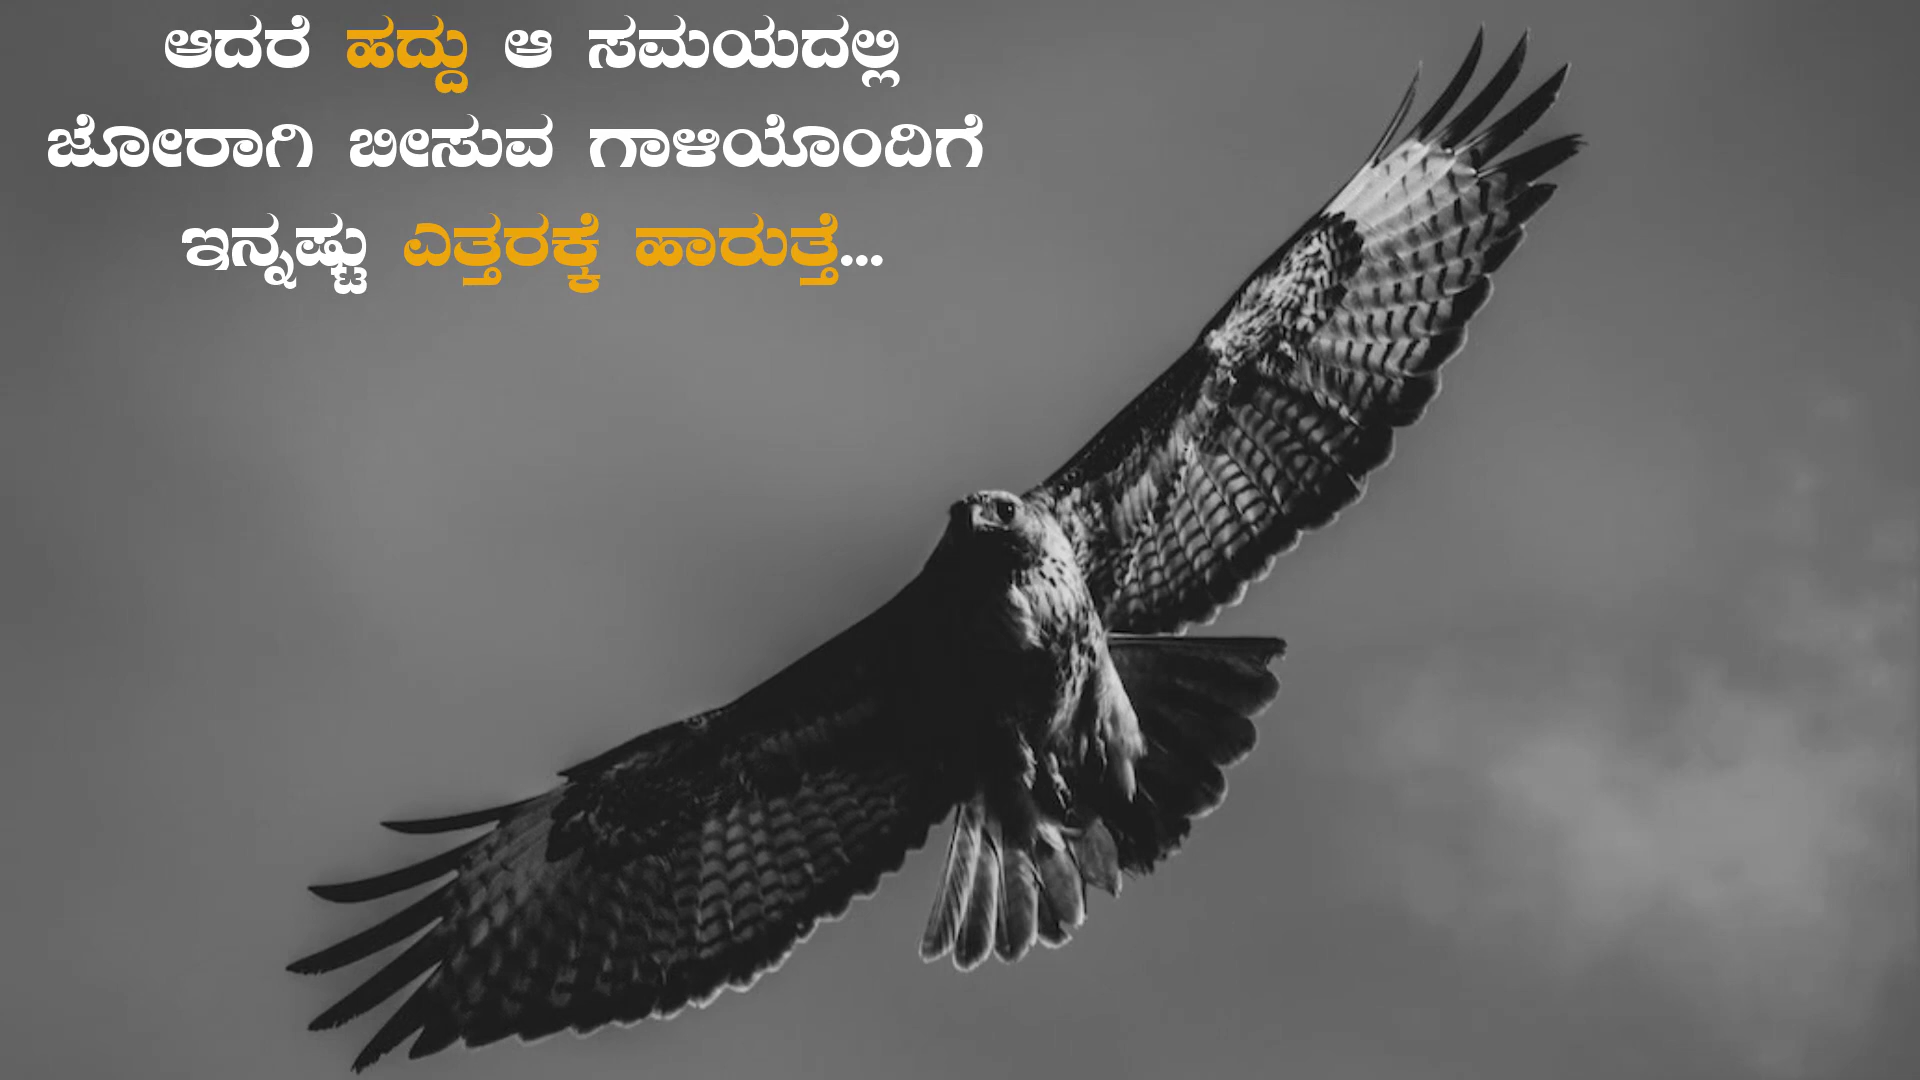 ಆದರೆ ಹದ್ದು ಆ ಸಮಯದಲ್ಲಿ
ಜೋರಾಗಿ ಬೀಸುವ ಗಾಳಿಯೊಂದಿಗೆ
ಇನ್ನಷ್ಟು ಎತ್ತರಕ್ಕೆ ಹಾರುತ್ತೆ...